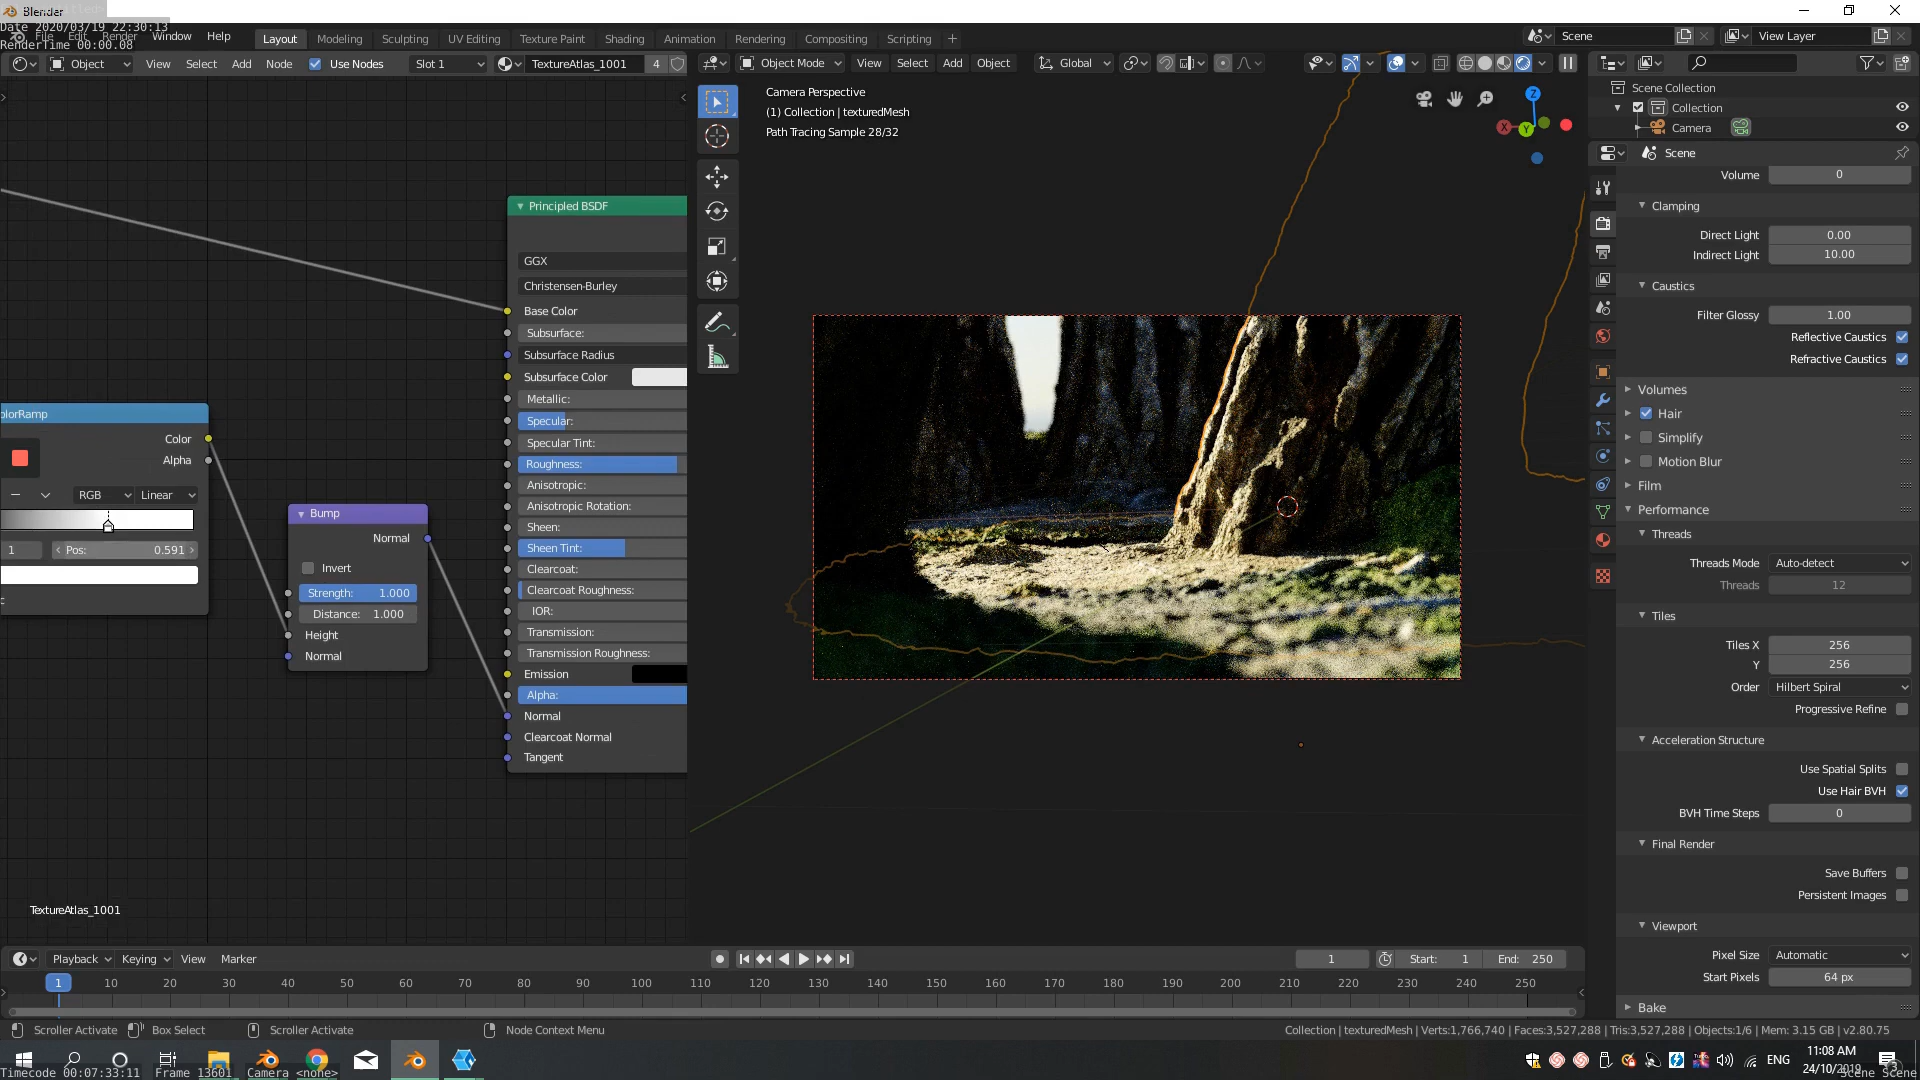 Blender
Date 2020/03/19 22:30:13
RenderTime 00:00.08
File Edit Render Window Help
Layout Modeling Sculpting UV Editing Texture Paint Shading Animation Rendering Compositing Scripting +
Scene
View Layer
Object View Select Add Node Use Nodes Slot 1 TextureAtlas_1001 4
Object Mode View Select Add Object Global
Camera Perspective
(1) Collection | texturedMesh
Path Tracing Sample 28/32
Z
X
Y
Scene Collection
Collection
Camera
Scene
Volume 0
Clamping
Direct Light 0.00
Indirect Light 10.00
Caustics
Filter Glossy 1.00
Reflective Caustics
Refractive Caustics
Volumes
Hair
Simplify
Motion Blur
Film
Performance
Threads
Threads Mode Auto-detect
Threads 12
Tiles
Tiles X 256
Y 256
Order Hilbert Spiral
Progressive Refine
Acceleration Structure
Use Spatial Splits
Use Hair BVH
BVH Time Steps 0
Final Render
Save Buffers
Persistent Images
Viewport
Pixel Size Automatic
Start Pixels 64 px
Bake
Principled BSDF
GGX
Christensen-Burley
Base Color
Subsurface:
Subsurface Radius
Subsurface Color
Metallic:
Specular:
Specular Tint:
Roughness:
Anisotropic:
Anisotropic Rotation:
Sheen:
Sheen Tint:
Clearcoat:
Clearcoat Roughness:
IOR:
Transmission:
Transmission Roughness:
Emission
Alpha:
Normal
Clearcoat Normal
Tangent
olorRamp
Color
Alpha
RGB Linear
1 Pos: 0.591
Bump
Normal
Invert
Strength: 1.000
Distance: 1.000
Height
Normal
TextureAtlas_1001
Playback Keying View Marker
1 Start: 1 End: 250
1 10 20 30 40 50 60 70 80 90 100 110 120 130 140 150 160 170 180 190 200 210 220 230 240 250
Scroller Activate Box Select Scroller Activate Node Context Menu
Collection | texturedMesh | Verts:1,766,740 | Faces:3,527,288 | Tris:3,527,288 | Objects:1/6 | Mem: 3.15 GB | v2.80.75
ENG
11:08 AM
24/10/2019
Timecode 00:07:33:11 Frame 13601 Camera <none>
Scene Scene